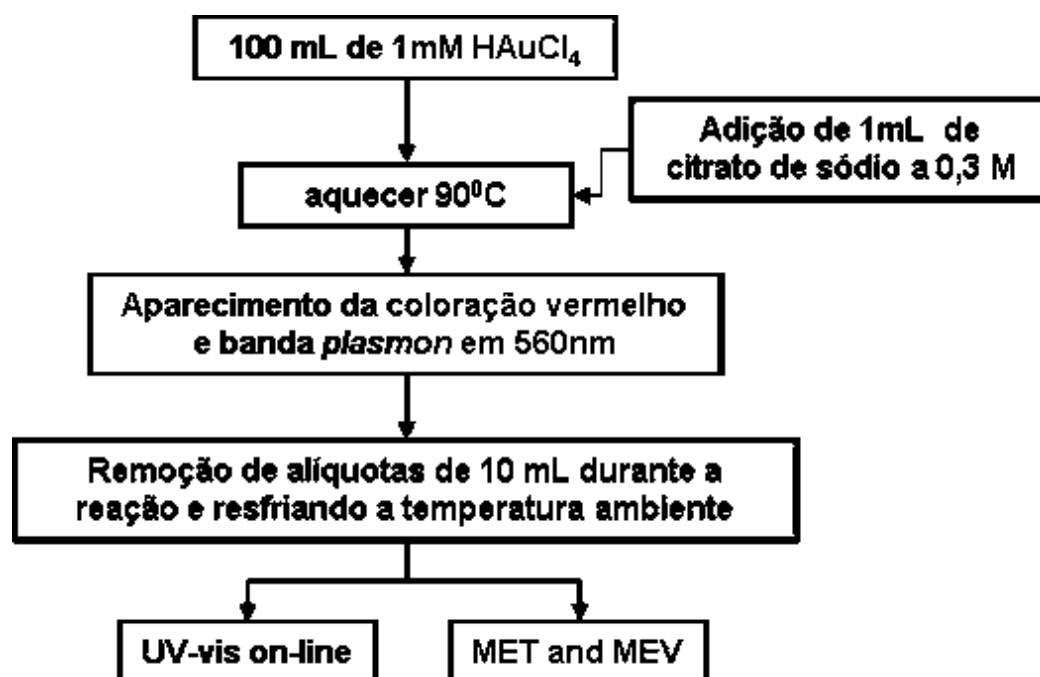 100 mL de 1mM HAuCl₄
Adição de 1mL de
citrato de sódio a 0,3 M
aquecer 90⁰C
Aparecimento da coloração vermelho
e banda plasmon em 560nm
Remoção de alíquotas de 10 mL durante a
reação e resfriando a temperatura ambiente
UV-vis on-line
MET and MEV